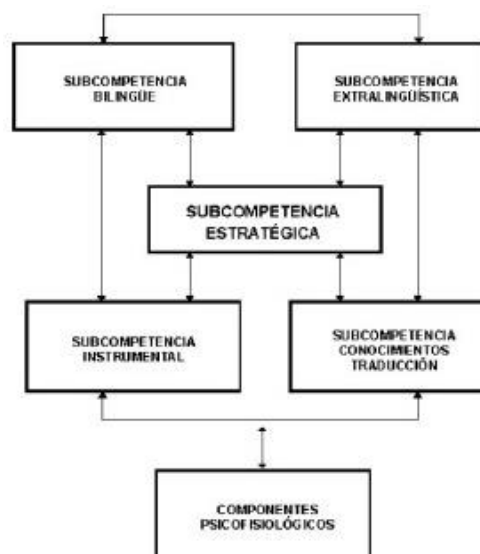 SUBCOMPETENCIA
BILINGÜE
SUBCOMPETENCIA
EXTRALINGÜÍSTICA
SUBCOMPETENCIA
ESTRATÉGICA
SUBCOMPETENCIA
INSTRUMENTAL
SUBCOMPETENCIA
CONOCIMIENTOS
TRADUCCIÓN
COMPONENTES
PSICOFISIOLÓGICOS